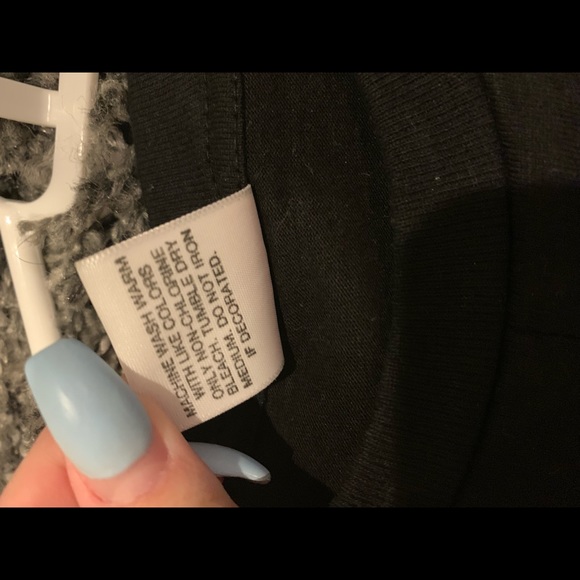 MACHINE WASH WARM
WITH LIKE COLORS
ONLY NON-CHLORINE
BLEACH. TUMBLE DRY
MEDIUM. DO NOT IRON
IF DECORATED.